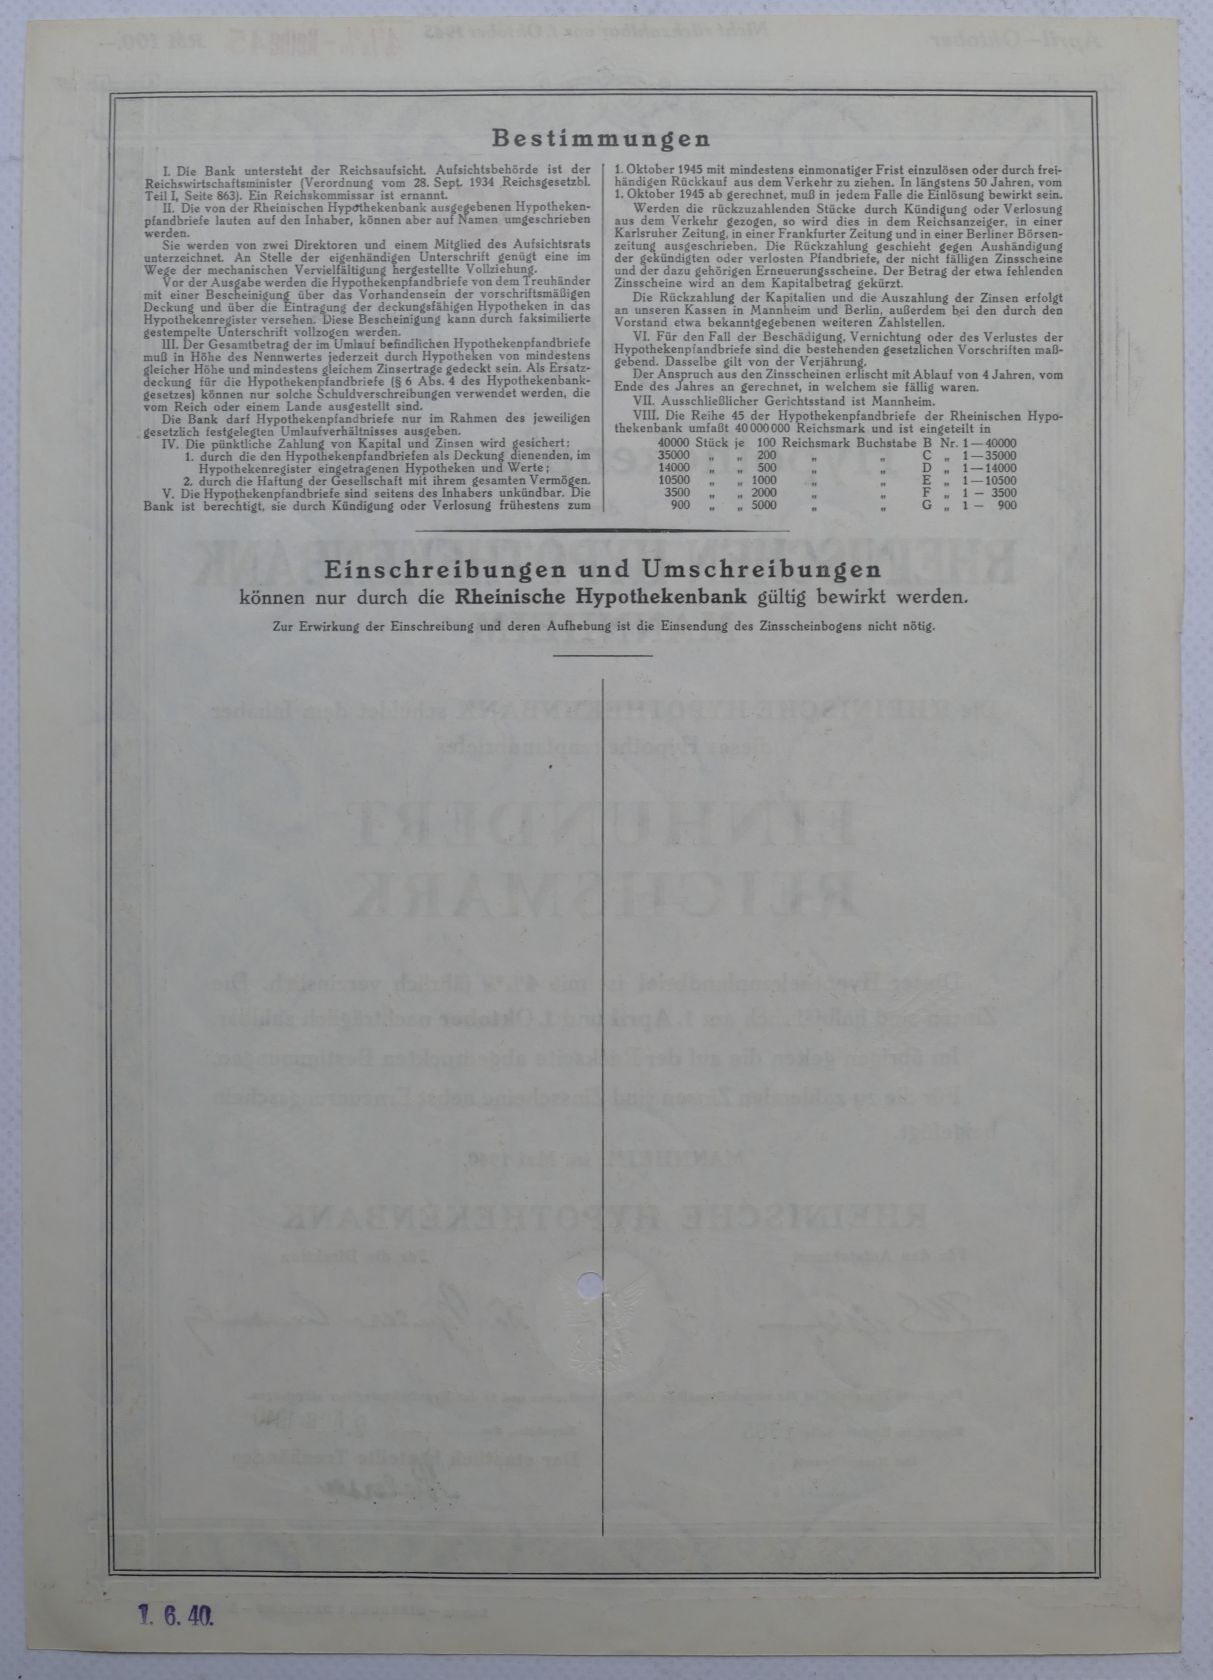 Bestimmungen
I. Die Bank untersteht der Reichsaufsicht. Aufsichtsbehörde ist der
Reichswirtschaftsminister (Verordnung vom 28. Sept. 1934 Reichsgesetzbl.
Teil I, Seite 863). Ein Reichskommissar ist ernannt.
II. Die von der Rheinischen Hypothekenbank ausgegebenen Hypotheken-
pfandbriefe lauten auf den Inhaber, können aber auf Namen umgeschrieben
werden.
Sie werden von zwei Direktoren und einem Mitglied des Aufsichtsrats
unterzeichnet. An Stelle der eigenhändigen Unterschrift genügt eine im
Wege der mechanischen Vervielfältigung hergestellte Vollziehung.
Vor der Ausgabe werden die Hypothekenpfandbriefe von dem Treuhänder
mit einer Bescheinigung über das Vorhandensein der vorschriftsmäßigen
Deckung und über die Eintragung der deckungsfähigen Hypotheken in das
Hypothekenregister versehen. Diese Bescheinigung kann durch faksimilierte
gestempelte Unterschrift vollzogen werden.
III. Der Gesamtbetrag der im Umlauf befindlichen Hypothekenpfandbriefe
muß in Höhe des Nennwertes jederzeit durch Hypotheken von mindestens
gleicher Höhe und mindestens gleichem Zinsertrage gedeckt sein. Als Ersatz-
deckung für die Hypothekenpfandbriefe (§ 6 Abs. 4 des Hypothekenbank-
gesetzes) können nur solche Schuldverschreibungen verwendet werden, die
vom Reich oder einem Lande ausgestellt sind.
Die Bank darf Hypothekenpfandbriefe nur im Rahmen des jeweiligen
gesetzlich festgelegten Umlaufverhältnisses ausgeben.
IV. Die pünktliche Zahlung von Kapital und Zinsen wird gesichert:
1. durch die den Hypothekenpfandbriefen als Deckung dienenden, im
Hypothekenregister eingetragenen Hypotheken und Werte;
2. durch die Haftung der Gesellschaft mit ihrem gesamten Vermögen.
V. Die Hypothekenpfandbriefe sind seitens des Inhabers unkündbar. Die
Bank ist berechtigt, sie durch Kündigung oder Verlosung frühestens zum
1. Oktober 1945 mit mindestens einmonatiger Frist einzulösen oder durch frei-
händigen Rückkauf aus dem Verkehr zu ziehen. In längstens 50 Jahren, vom
1. Oktober 1945 ab gerechnet, muß in jedem Falle die Einlösung bewirkt sein.
Werden die rückzuzahlenden Stücke durch Kündigung oder Verlosung
aus dem Verkehr gezogen, so wird dies in dem Reichsanzeiger, in einer
Karlsruher Zeitung, in einer Frankfurter Zeitung und in einer Berliner Börsen-
zeitung ausgeschrieben. Die Rückzahlung geschieht gegen Aushändigung
der gekündigten oder verlosten Pfandbriefe, der nicht fälligen Zinsscheine
und der dazu gehörigen Erneuerungsscheine. Der Betrag der etwa fehlenden
Zinsscheine wird an dem Kapitalbetrag gekürzt.
Die Rückzahlung der Kapitalien und die Auszahlung der Zinsen erfolgt
an unseren Kassen in Mannheim und Berlin, außerdem bei den durch den
Vorstand etwa bekanntgegebenen weiteren Zahlstellen.
VI. Für den Fall der Beschädigung, Vernichtung oder des Verlustes der
Hypothekenpfandbriefe sind die bestehenden gesetzlichen Vorschriften maß-
gebend. Dasselbe gilt von der Verjährung.
Der Anspruch aus den Zinsscheinen erlischt mit Ablauf von 4 Jahren, vom
Ende des Jahres an gerechnet, in welchem sie fällig waren.
VII. Ausschließlicher Gerichtsstand ist Mannheim.
VIII. Die Reihe 45 der Hypothekenpfandbriefe der Rheinischen Hypo-
thekenbank umfaßt 40 000 000 Reichsmark und ist eingeteilt in
40000 Stück je 100 Reichsmark Buchstabe B Nr. 1—40000
35000 „ „ 200 „ „ C „ 1—35000
14000 „ „ 500 „ „ D „ 1—14000
10500 „ „ 1000 „ „ E „ 1—10500
3500 „ „ 2000 „ „ F „ 1 — 3500
900 „ „ 5000 „ „ G „ 1 — 900
Einschreibungen und Umschreibungen
können nur durch die Rheinische Hypothekenbank gültig bewirkt werden.
Zur Erwirkung der Einschreibung und deren Aufhebung ist die Einsendung des Zinsscheinbogens nicht nötig.
1. 6. 40.